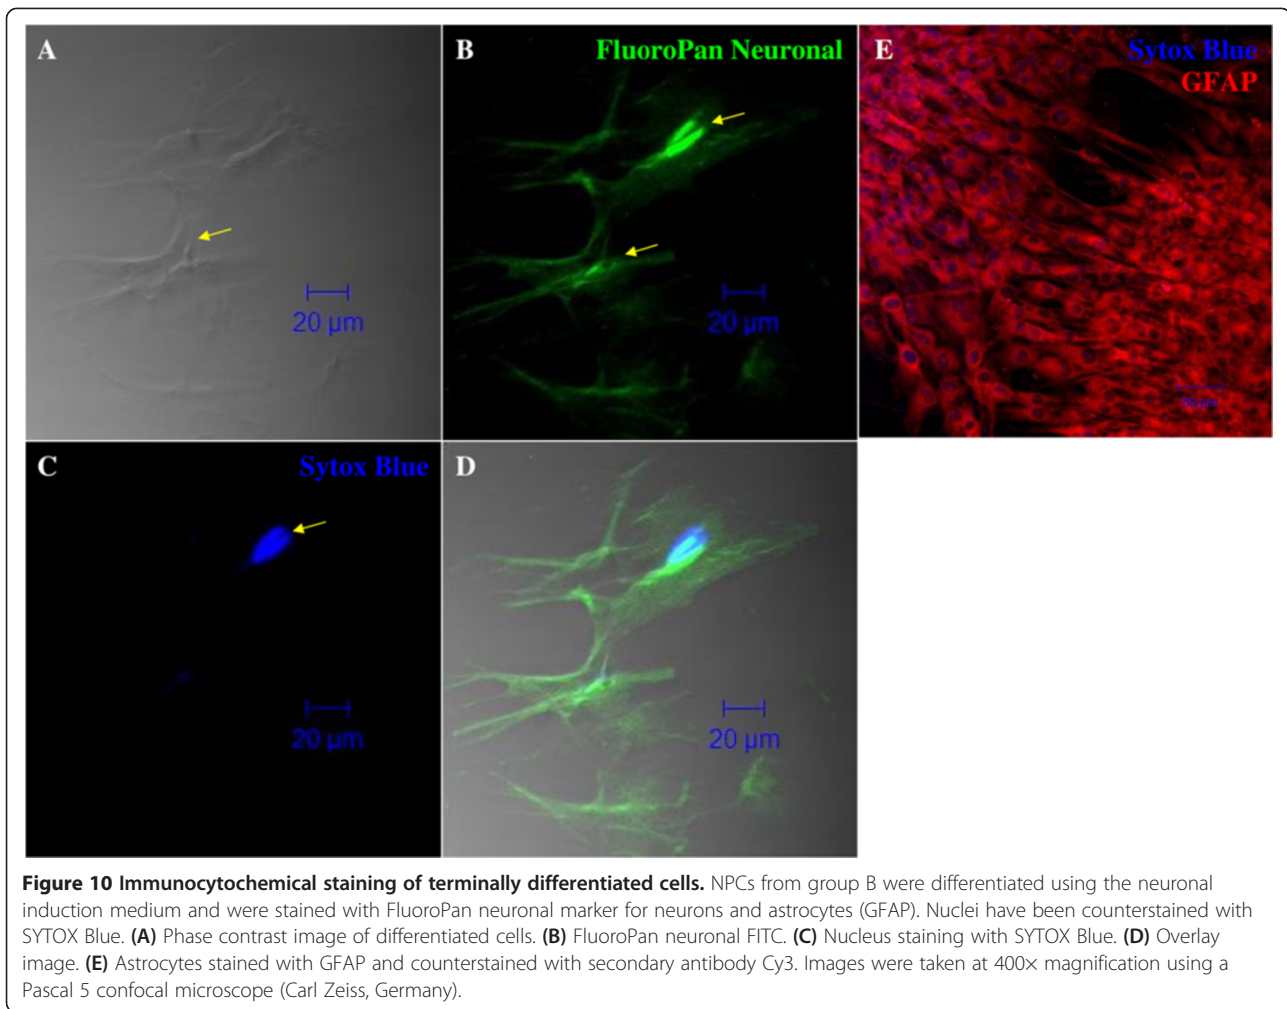 A
B
FluoroPan Neuronal
E
Sytox Blue
GFAP
20 µm
20 µm
C
Sytox Blue
D
20 µm
20 µm
Figure 10 Immunocytochemical staining of terminally differentiated cells. NPCs from group B were differentiated using the neuronal
induction medium and were stained with FluoroPan neuronal marker for neurons and astrocytes (GFAP). Nuclei have been counterstained with
SYTOX Blue. (A) Phase contrast image of differentiated cells. (B) FluoroPan neuronal FITC. (C) Nucleus staining with SYTOX Blue. (D) Overlay
image. (E) Astrocytes stained with GFAP and counterstained with secondary antibody Cy3. Images were taken at 400× magnification using a
Pascal 5 confocal microscope (Carl Zeiss, Germany).